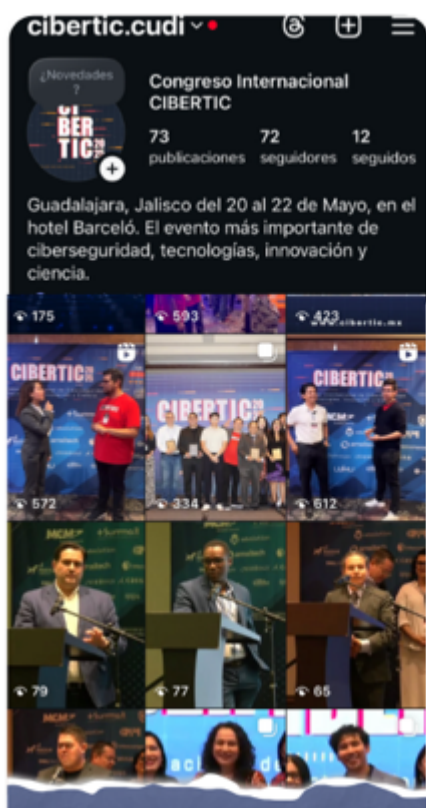 cibertic.cudi
¿Novedades
?
CI
BER
TIC
Congreso Internacional
CIBERTIC
73
72
12
publicaciones
seguidores
seguidos
Guadalajara, Jalisco del 20 al 22 de Mayo, en el
hotel Barceló. El evento más importante de
ciberseguridad, tecnologías, innovación y
ciencia.
175
593
423
www.cibertic.mx
CIBERTIC
CIBERTIC
CIBERTIC
572
334
612
MCM
79
77
65